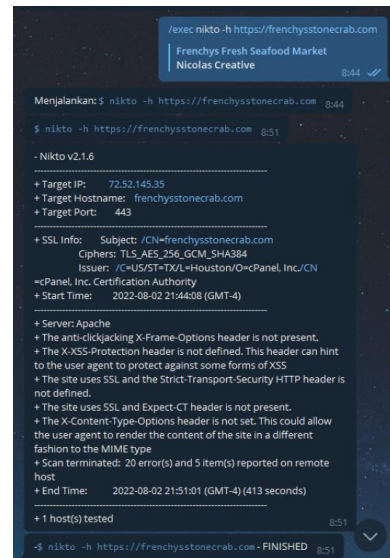 /exec nikto -h https://frenchysstonecrab.com
Frenchys Fresh Seafood Market
Nicolas Creative
8:44
Menjalankan: $ nikto -h https://frenchysstonecrab.com 8:44
$ nikto -h https://frenchysstonecrab.com 8:51
- Nikto v2.1.6
---------------------------------------------------------------------------
+ Target IP: 72.52.145.35
+ Target Hostname: frenchysstonecrab.com
+ Target Port: 443
---------------------------------------------------------------------------
+ SSL Info: Subject: /CN=frenchysstonecrab.com
Ciphers: TLS_AES_256_GCM_SHA384
Issuer: /C=US/ST=TX/L=Houston/O=cPanel, Inc./CN
=cPanel, Inc. Certification Authority
+ Start Time: 2022-08-02 21:44:08 (GMT-4)
---------------------------------------------------------------------------
+ Server: Apache
+ The anti-clickjacking X-Frame-Options header is not present.
+ The X-XSS-Protection header is not defined. This header can hint
to the user agent to protect against some forms of XSS
+ The site uses SSL and the Strict-Transport-Security HTTP header is
not defined.
+ The site uses SSL and Expect-CT header is not present.
+ The X-Content-Type-Options header is not set. This could allow
the user agent to render the content of the site in a different
fashion to the MIME type
+ Scan terminated: 20 error(s) and 5 item(s) reported on remote
host
+ End Time: 2022-08-02 21:51:01 (GMT-4) (413 seconds)
---------------------------------------------------------------------------
+ 1 host(s) tested
8:51
-$ nikto -h https://frenchysstonecrab.com - FINISHED 8:51